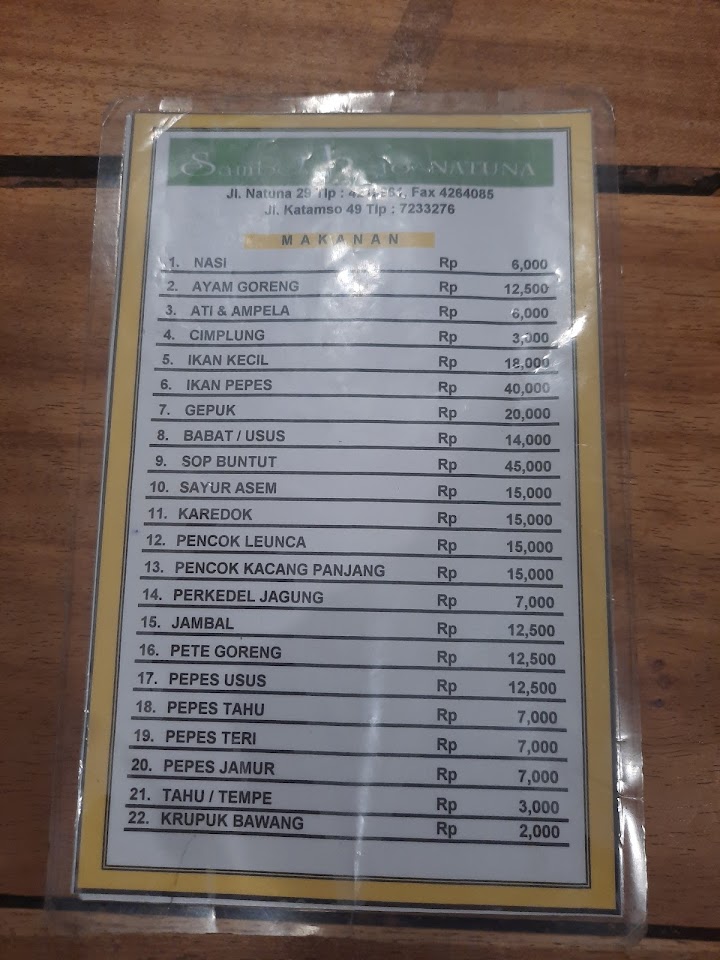 Sambel NATUNA
Jl. Natuna 29 Tlp : Fax 4264085
Jl. Katamso 49 Tlp : 7233276
MAKANAN
1. NASI Rp 6,000
2. AYAM GORENG Rp 12,500
3. ATI & AMPELA Rp 6,000
4. CIMPLUNG Rp 3,000
5. IKAN KECIL Rp 18,000
6. IKAN PEPES Rp 40,000
7. GEPUK Rp 20,000
8. BABAT / USUS Rp 14,000
9. SOP BUNTUT Rp 45,000
10. SAYUR ASEM Rp 15,000
11. KAREDOK Rp 15,000
12. PENCOK LEUNCA Rp 15,000
13. PENCOK KACANG PANJANG Rp 15,000
14. PERKEDEL JAGUNG Rp 7,000
15. JAMBAL Rp 12,500
16. PETE GORENG Rp 12,500
17. PEPES USUS Rp 12,500
18. PEPES TAHU Rp 7,000
19. PEPES TERI Rp 7,000
20. PEPES JAMUR Rp 7,000
21. TAHU / TEMPE Rp 3,000
22. KRUPUK BAWANG Rp 2,000